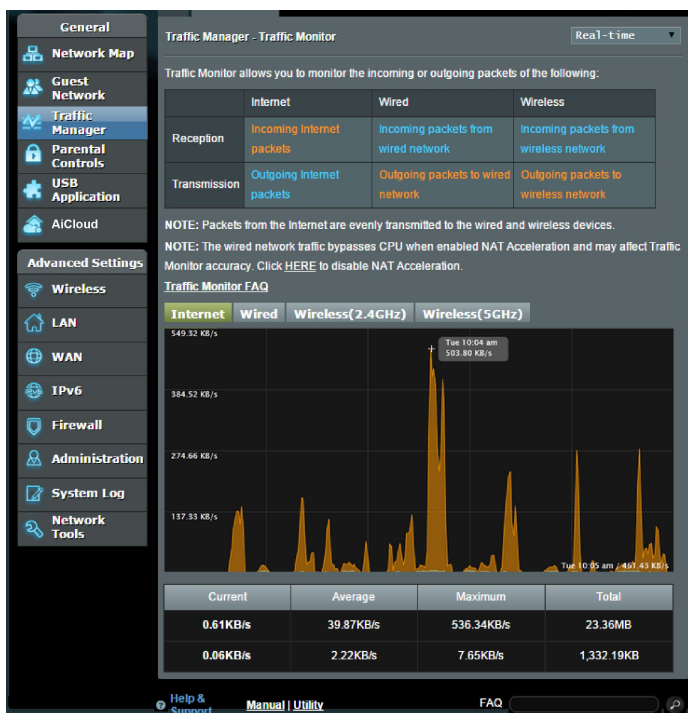 General
Network Map
Guest
Network
Traffic
Manager
Parental
Controls
USB
Application
AiCloud
Advanced Settings
Wireless
LAN
WAN
IPv6
Firewall
Administration
System Log
Network
Tools
Traffic Manager - Traffic Monitor
Real-time
Traffic Monitor allows you to monitor the incoming or outgoing packets of the following:
Internet Wired Wireless
Reception
Incoming Internet
packets
Incoming packets from
wired network
Incoming packets from
wireless network
Transmission
Outgoing Internet
packets
Outgoing packets to wired
network
Outgoing packets to
wireless network
NOTE: Packets from the Internet are evenly transmitted to the wired and wireless devices.
NOTE: The wired network traffic bypasses CPU when enabled NAT Acceleration and may affect Traffic
Monitor accuracy. Click HERE to disable NAT Acceleration.
Traffic Monitor FAQ
Internet Wired Wireless(2.4GHz) Wireless(5GHz)
549.32 KB/s
Tue 10:04 am
503.80 KB/s
384.52 KB/s
274.66 KB/s
137.33 KB/s
Tue 10:05 am / 461.43 KB/s
Current Average Maximum Total
0.61KB/s 39.87KB/s 536.34KB/s 23.36MB
0.06KB/s 2.22KB/s 7.65KB/s 1,332.19KB
Help &
Support
Manual | Utility
FAQ